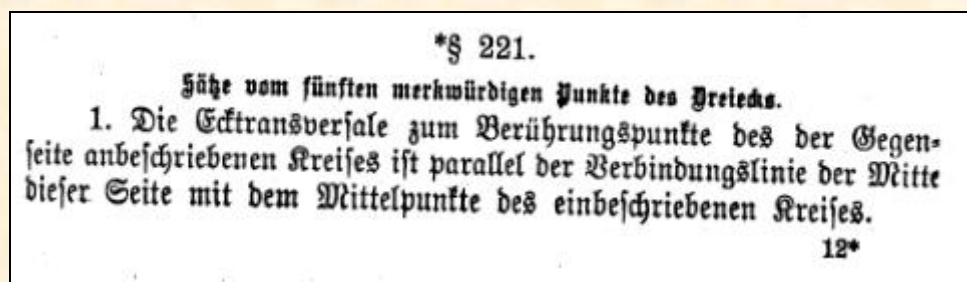 *§ 221.
Sätze vom fünften merkwürdigen Punkte des Dreiecks.
1. Die Ecktransversale zum Berührungspunkte des der Gegen-
seite anbeschriebenen Kreises ist parallel der Verbindungslinie der Mitte
dieser Seite mit dem Mittelpunkte des einbeschriebenen Kreises.
12*